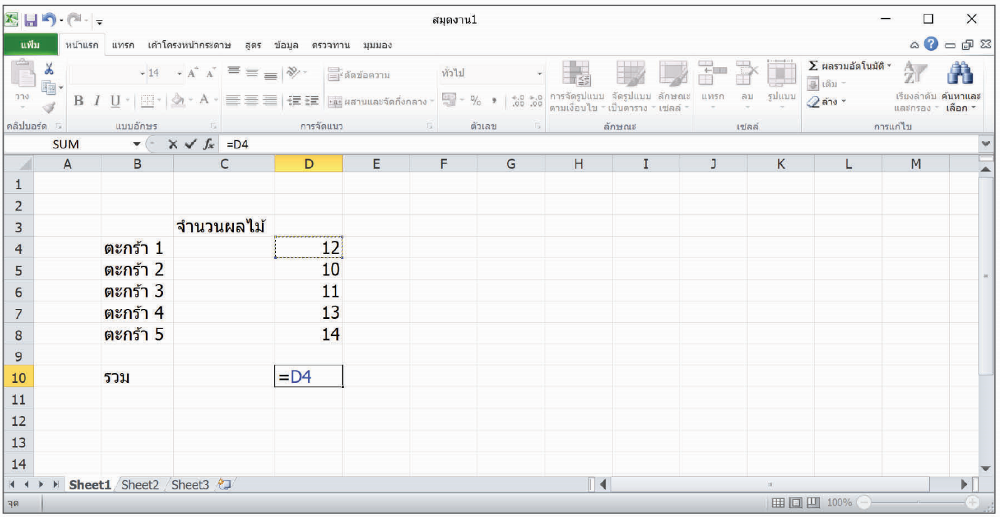 สมุดงาน1
แฟ้ม หน้าแรก แทรก เค้าโครงหน้ากระดาษ สูตร ข้อมูล ตรวจทาน มุมมอง
วาง
14
ตัดข้อความ
ผสานและจัดกึ่งกลาง
ทั่วไป
การจัดรูปแบบ
ตามเงื่อนไข
จัดรูปแบบ
เป็นตาราง
ลักษณะ
เซลล์
แทรก
ลบ
รูปแบบ
Σ ผลรวมอัตโนมัติ
เติม
ล้าง
เรียงลำดับ
และกรอง
ค้นหาและ
เลือก
คลิปบอร์ด แบบอักษร การจัดแนว ตัวเลข ลักษณะ เซลล์ การแก้ไข
SUM fx =D4
A B C D E F G H I J K L M
1
2
3 จำนวนผลไม้
4 ตะกร้า 1 12
5 ตะกร้า 2 10
6 ตะกร้า 3 11
7 ตะกร้า 4 13
8 ตะกร้า 5 14
9
10 รวม =D4
11
12
13
14
Sheet1 Sheet2 Sheet3
จุด 100%